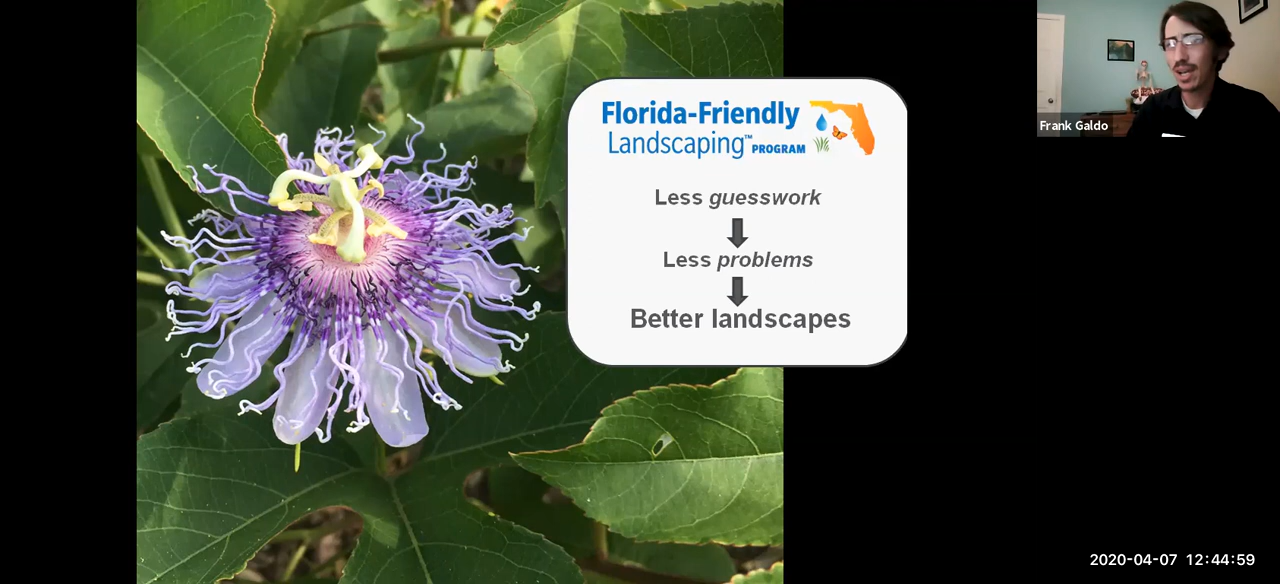 Florida-Friendly
Landscaping™ PROGRAM
Less guesswork
Less problems
Better landscapes
Frank Galdo
2020-04-07 12:44:59